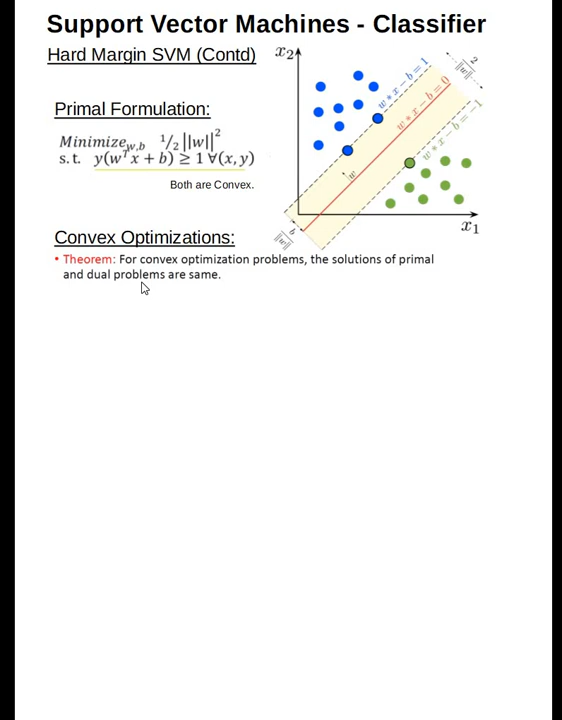 Support Vector Machines - Classifier
Hard Margin SVM (Contd)
Primal Formulation:
Minimize_{w,b} 1/2 ||w||^2
s.t. y(w^T x + b) ≥ 1 ∀(x,y)
Both are Convex.
x₂
w * x − b = 1
w * x − b = 0
w * x − b = −1
2/||w||
w
b/||w||
x₁
Convex Optimizations:
• Theorem: For convex optimization problems, the solutions of primal
and dual problems are same.